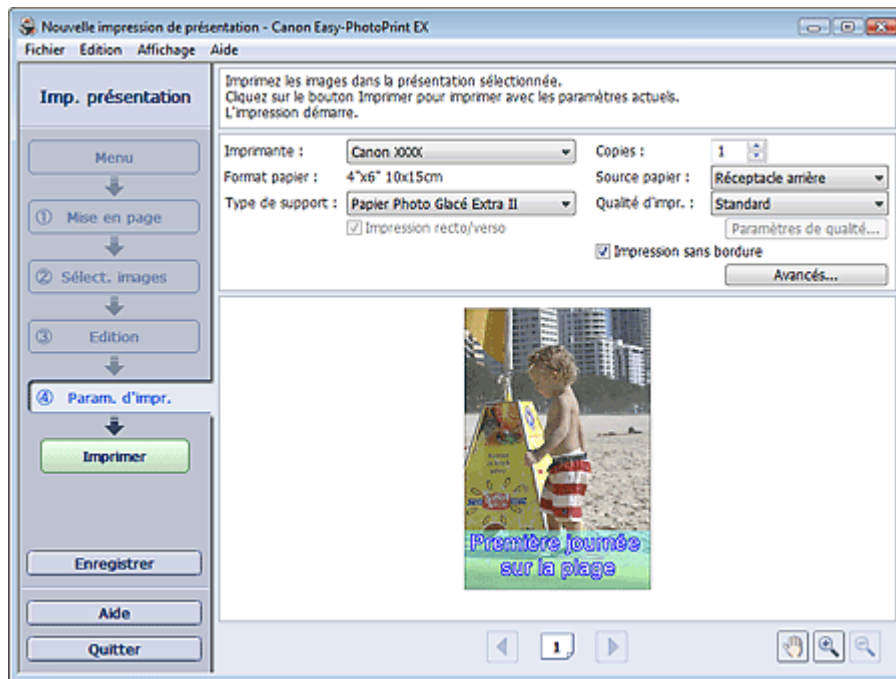 Nouvelle impression de présentation - Canon Easy-PhotoPrint EX
Fichier Edition Affichage Aide
Imp. présentation
Menu
① Mise en page
② Sélect. images
③ Edition
④ Param. d'impr.
Imprimer
Enregistrer
Aide
Quitter
Imprimez les images dans la présentation sélectionnée.
Cliquez sur le bouton Imprimer pour imprimer avec les paramètres actuels.
L'impression démarre.
Imprimante : Canon XXXX Copies : 1
Format papier : 4"x6" 10x15cm Source papier : Réceptacle arrière
Type de support : Papier Photo Glacé Extra II Qualité d'impr. : Standard
Impression recto/verso Paramètres de qualité...
Impression sans bordure
Avancés...
Première journée
sur la plage
1